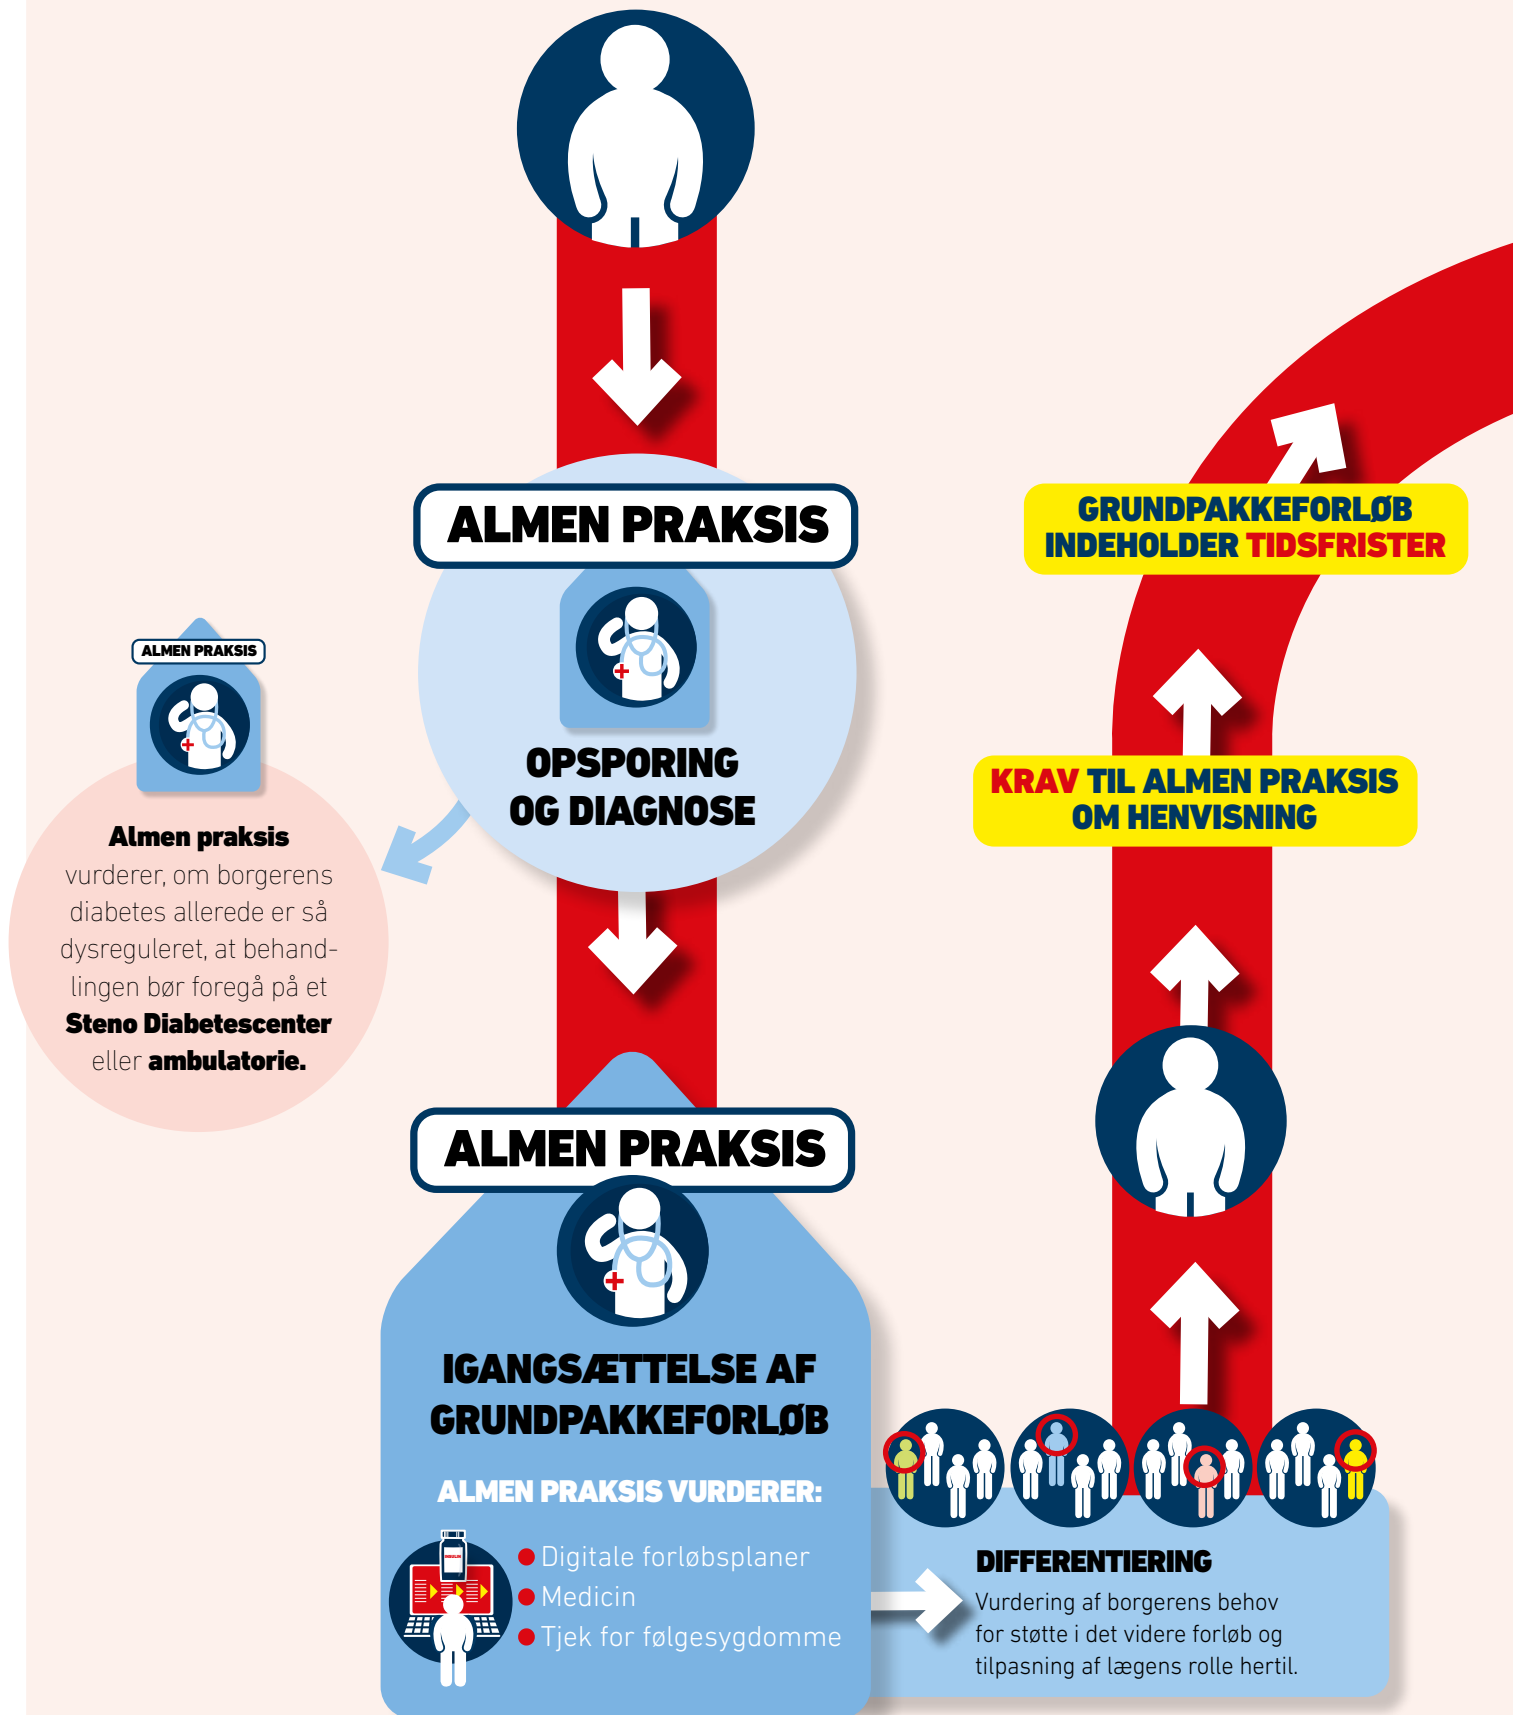 ALMEN PRAKSIS
OPSPORING
OG DIAGNOSE
ALMEN PRAKSIS
Almen praksis
vurderer, om borgerens
diabetes allerede er så
dysreguleret, at behand-
lingen bør foregå på et
Steno Diabetescenter
eller ambulatorie.
ALMEN PRAKSIS
IGANGSÆTTELSE AF
GRUNDPAKKEFORLØB
ALMEN PRAKSIS VURDERER:
INSULIN
Digitale forløbsplaner
Medicin
Tjek for følgesygdomme
DIFFERENTIERING
Vurdering af borgerens behov
for støtte i det videre forløb og
tilpasning af lægens rolle hertil.
KRAV TIL ALMEN PRAKSIS
OM HENVISNING
GRUNDPAKKEFORLØB
INDEHOLDER TIDSFRISTER